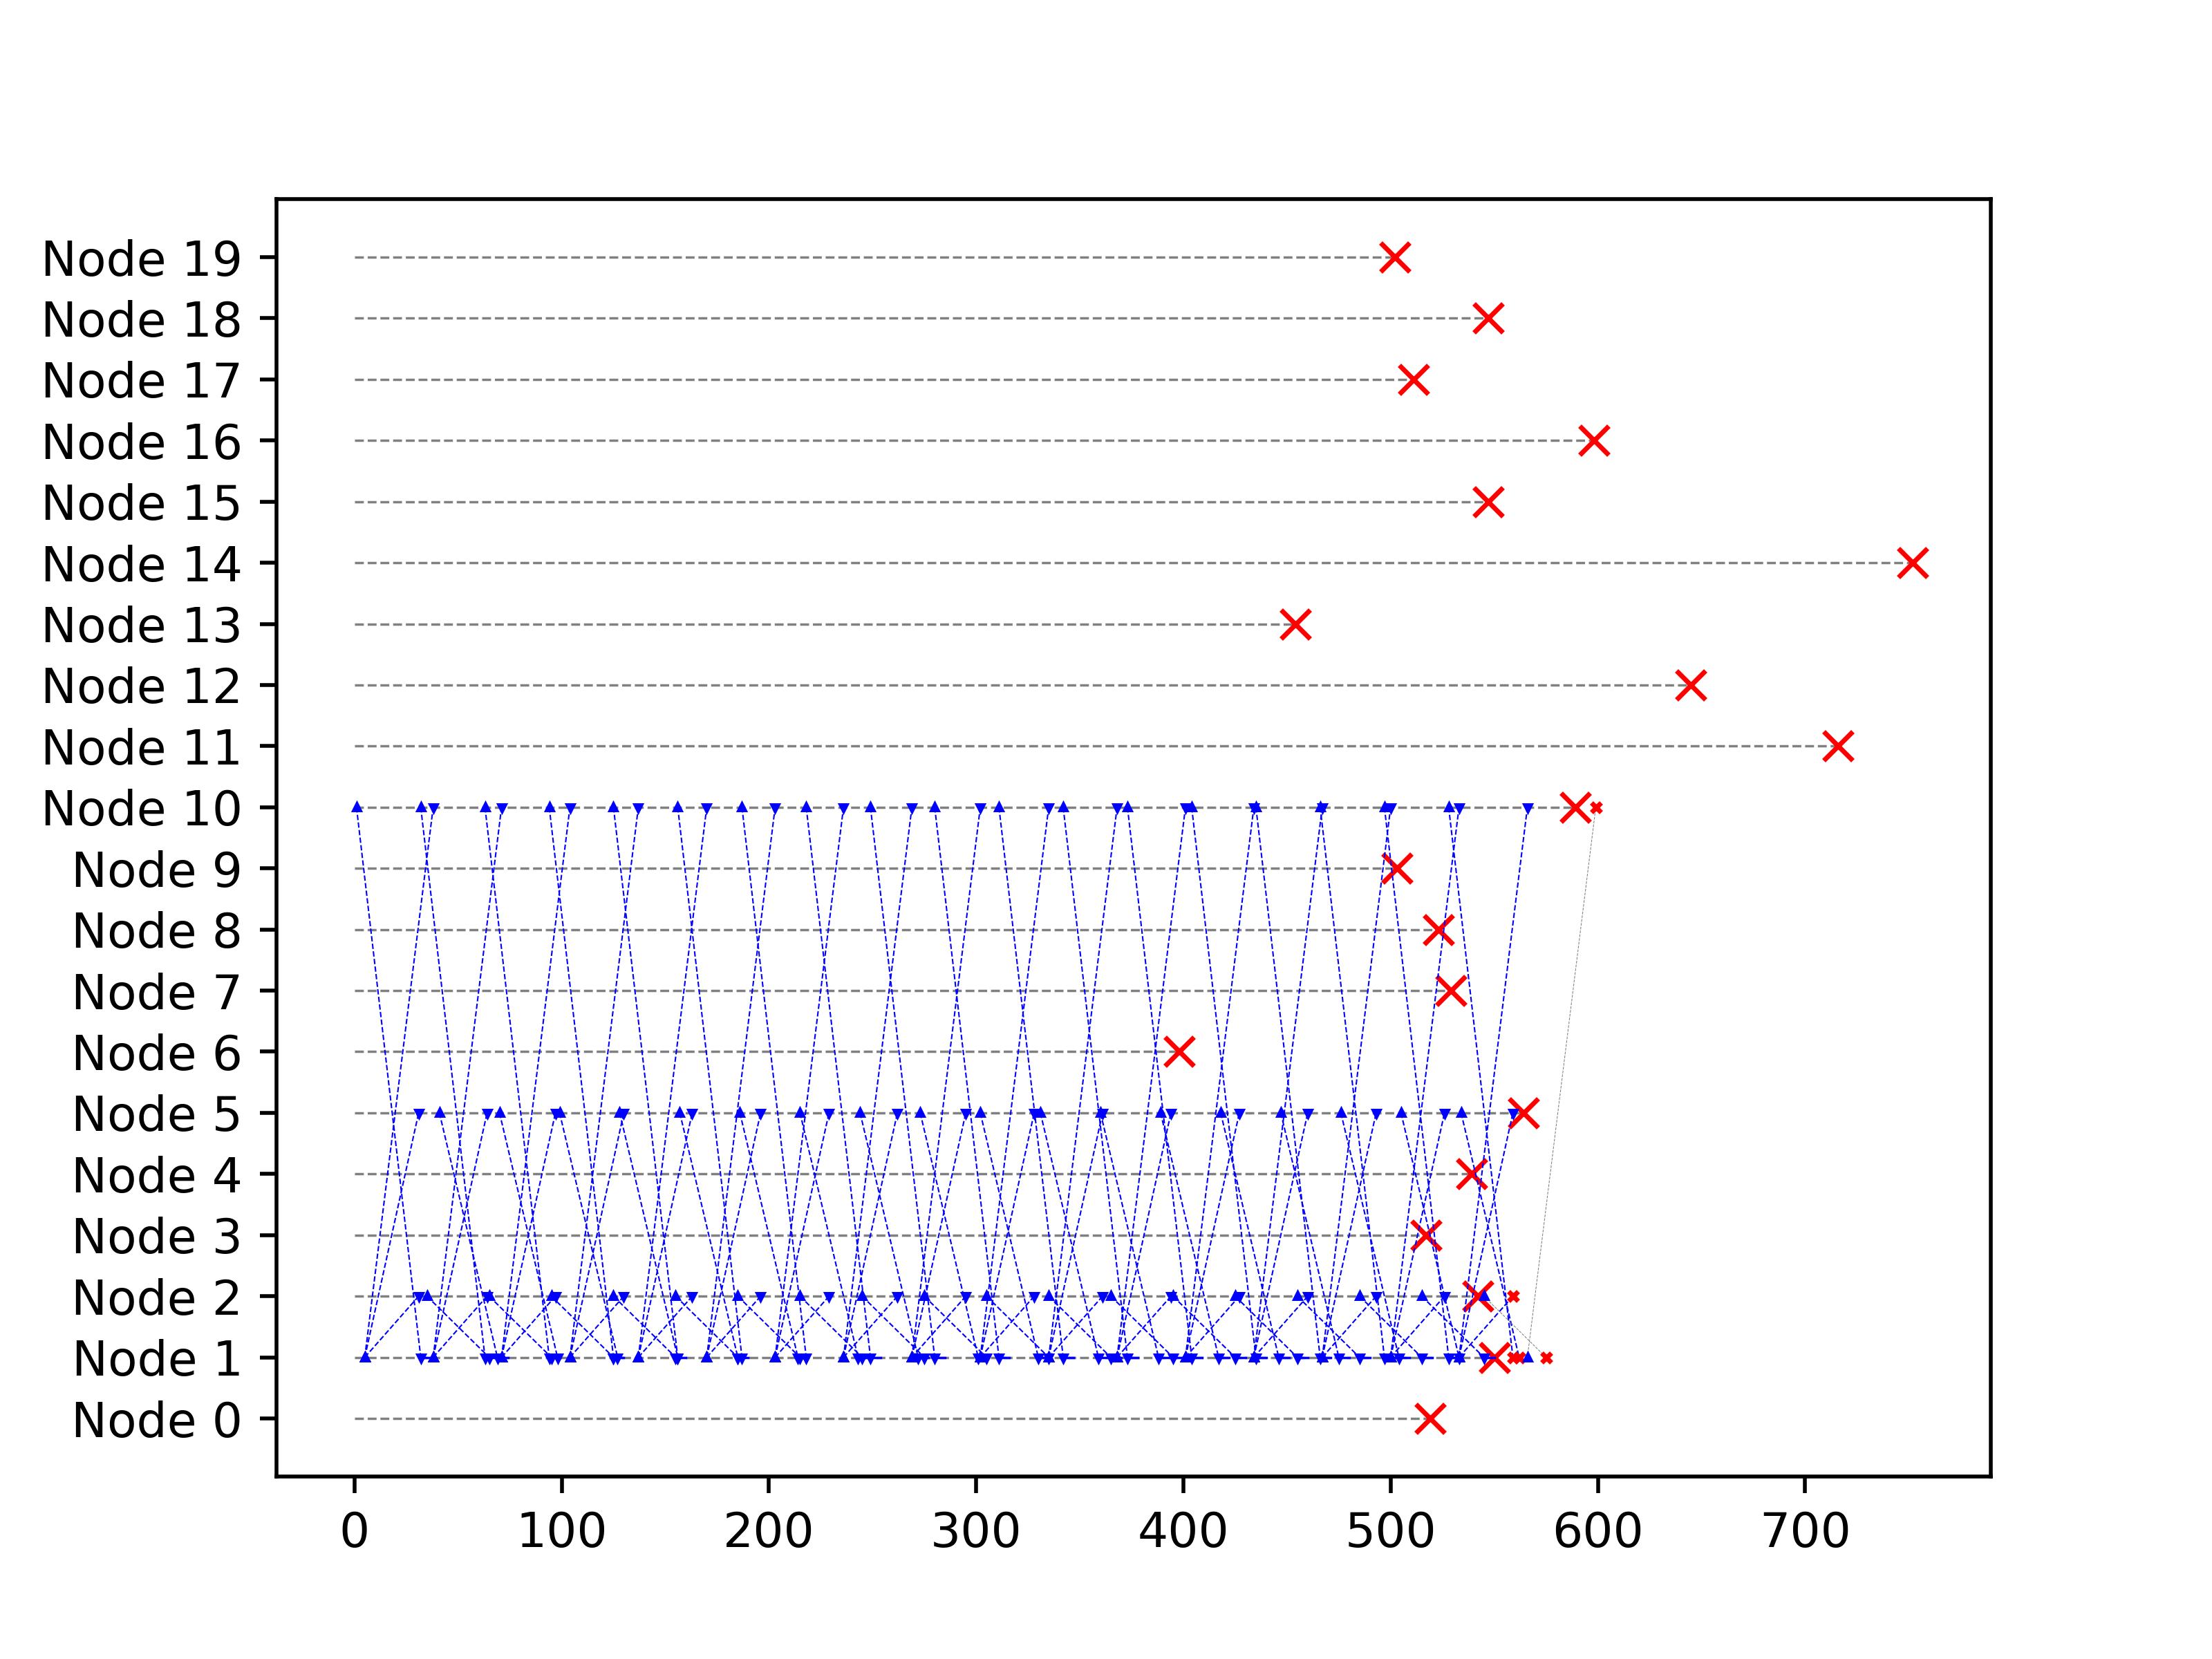 Node 19
Node 18
Node 17
Node 16
Node 15
Node 14
Node 13
Node 12
Node 11
Node 10
Node 9
Node 8
Node 7
Node 6
Node 5
Node 4
Node 3
Node 2
Node 1
Node 0
0 100 200 300 400 500 600 700